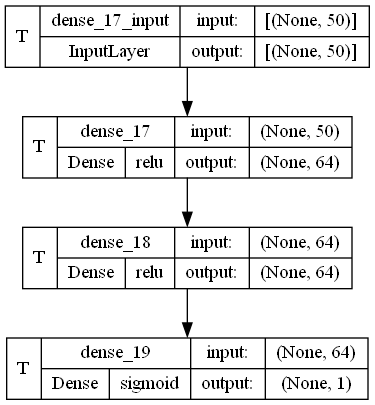 T
dense_17_input input: [(None, 50)]
InputLayer output: [(None, 50)]
T
dense_17 input: (None, 50)
Dense relu output: (None, 64)
T
dense_18 input: (None, 64)
Dense relu output: (None, 64)
T
dense_19 input: (None, 64)
Dense sigmoid output: (None, 1)